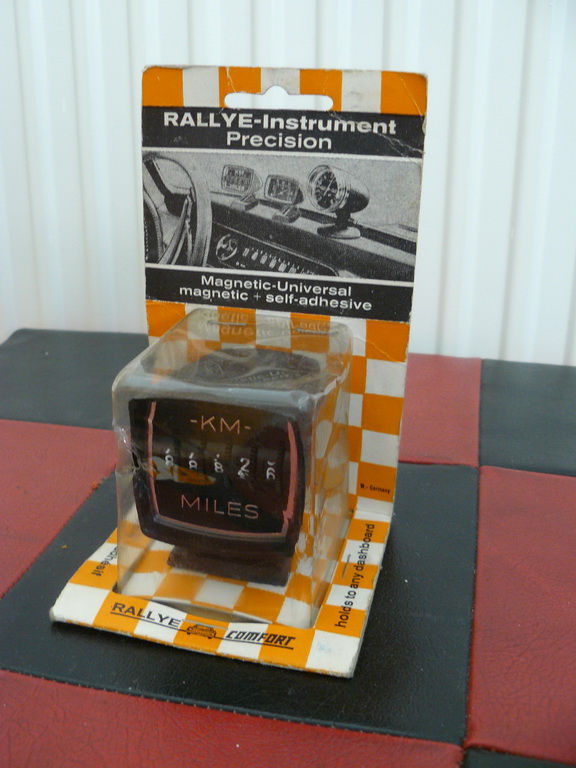 RALLYE-Instrument
Precision
Magnetic-Universal
magnetic + self-adhesive
-KM-
MILES
W.- Germany
holds to any dashboard
RALLYE COMFORT